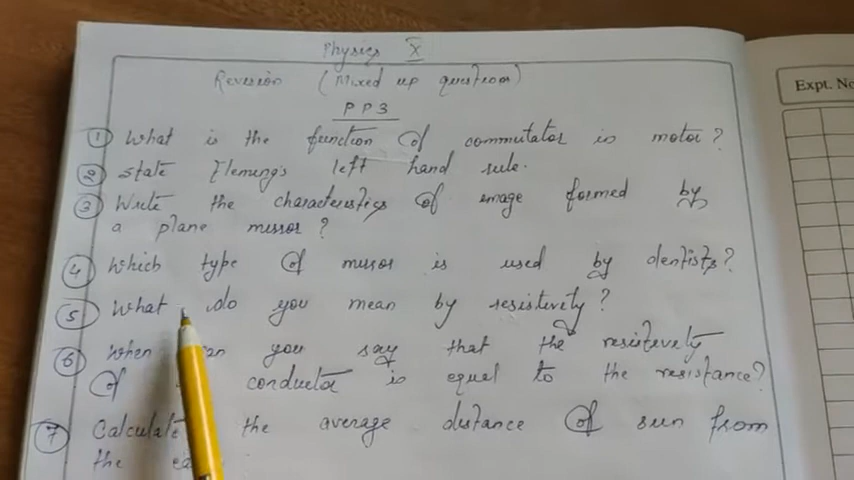 Physics X
Revision (Mixed up question)
PP3
① What is the function of commutator in motor?
② State Fleming's left hand rule.
③ Write the characteristics of image formed by
a plane mirror?
④ Which type of mirror is used by dentists?
⑤ What do you mean by resistivity?
⑥ When can you say that the resistivity
of conductor is equal to the resistance?
⑦ Calculate the average distance of sun from
the
Expt. No